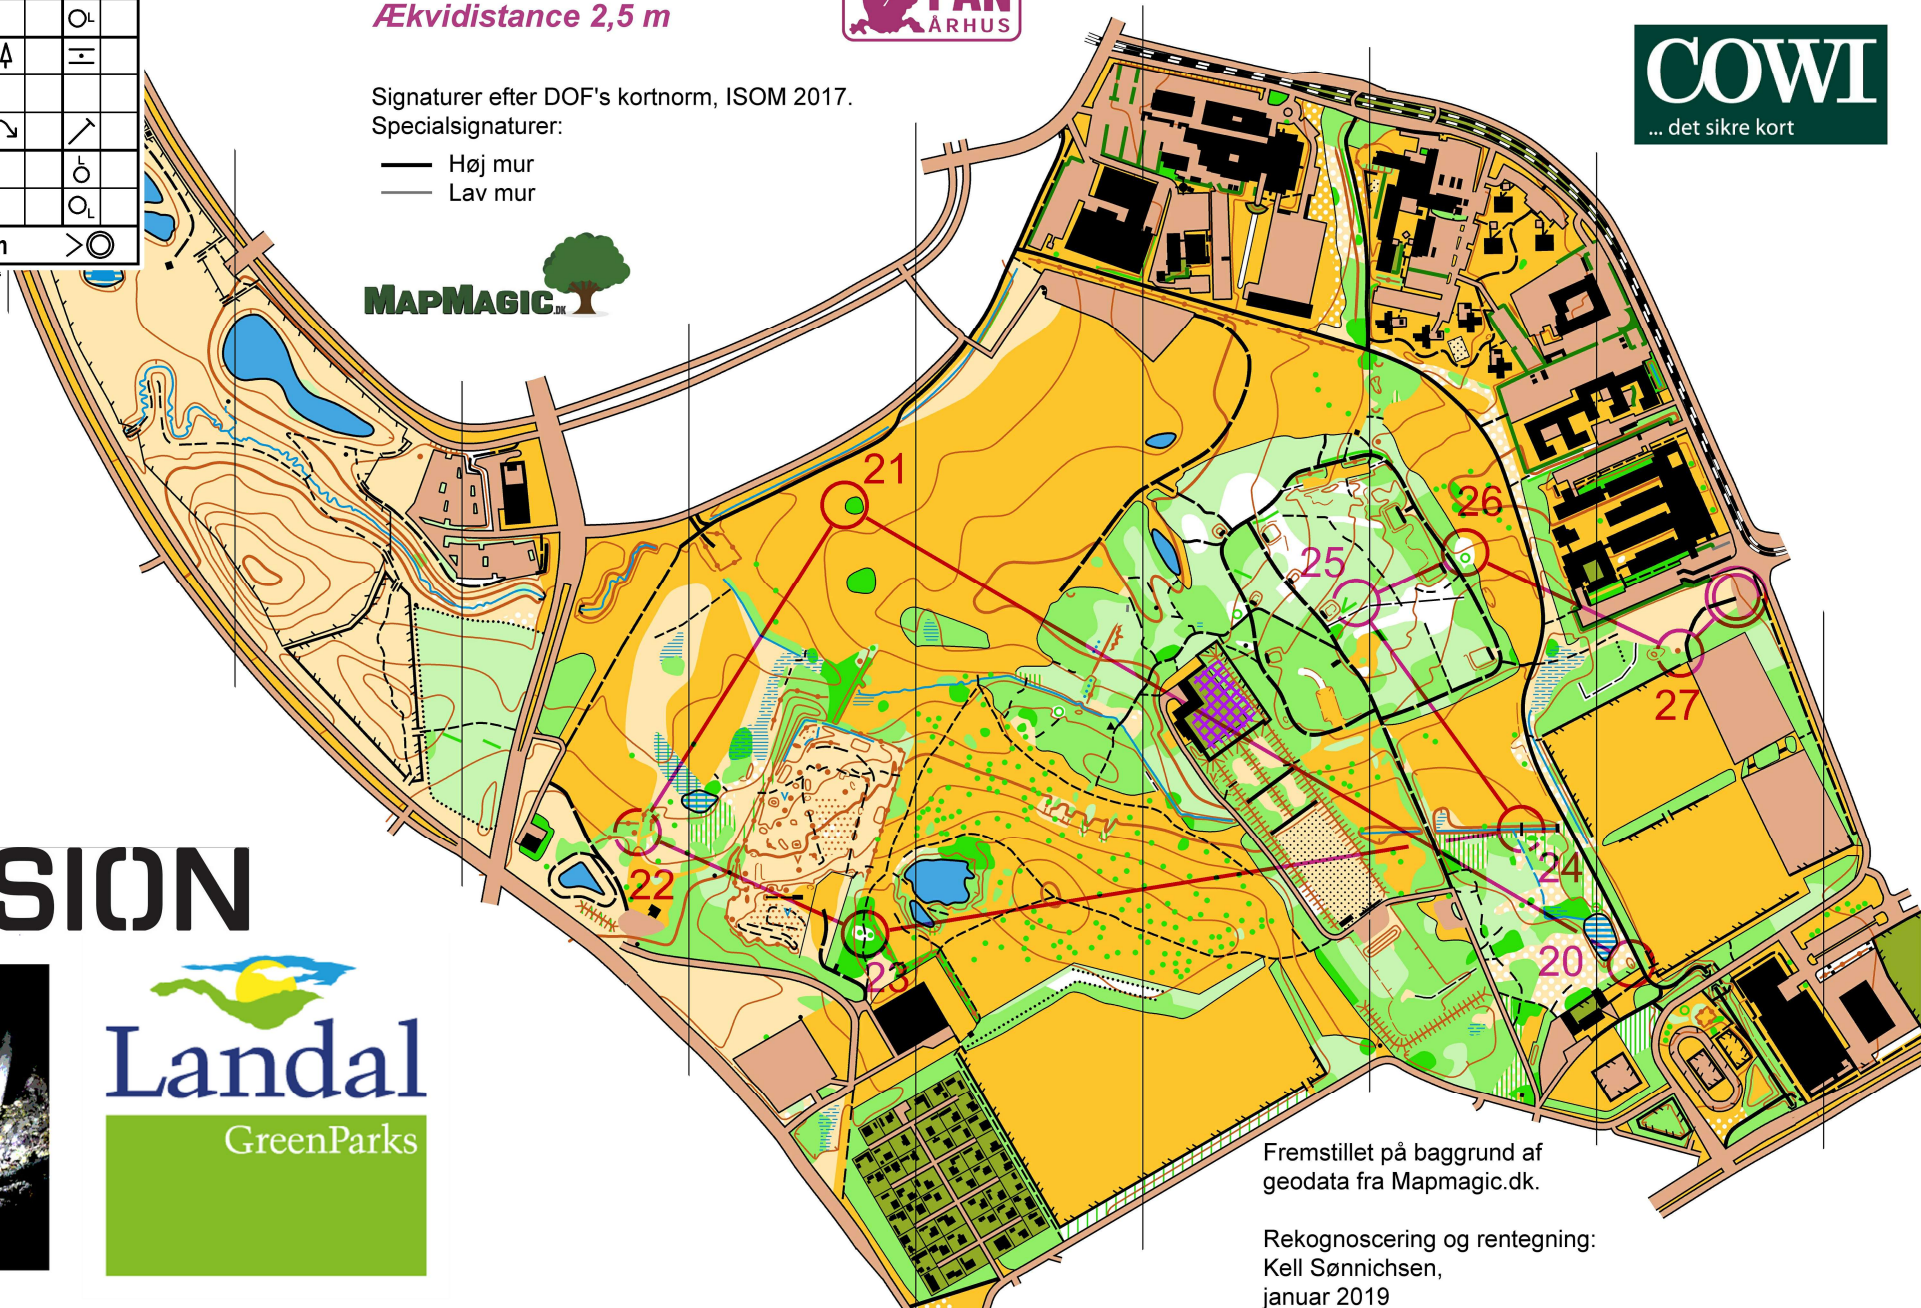 Ækvidistance 2,5 m
PAN
ÅRHUS
Signaturer efter DOF's kortnorm, ISOM 2017.
Specialsignaturer:
Høj mur
Lav mur
MAPMAGIC.DK
COWI
... det sikre kort
21
26
25
27
22
24
23
20
SION
Landal
GreenParks
Fremstillet på baggrund af
geodata fra Mapmagic.dk.
Rekognoscering og rentegning:
Kell Sønnichsen,
januar 2019